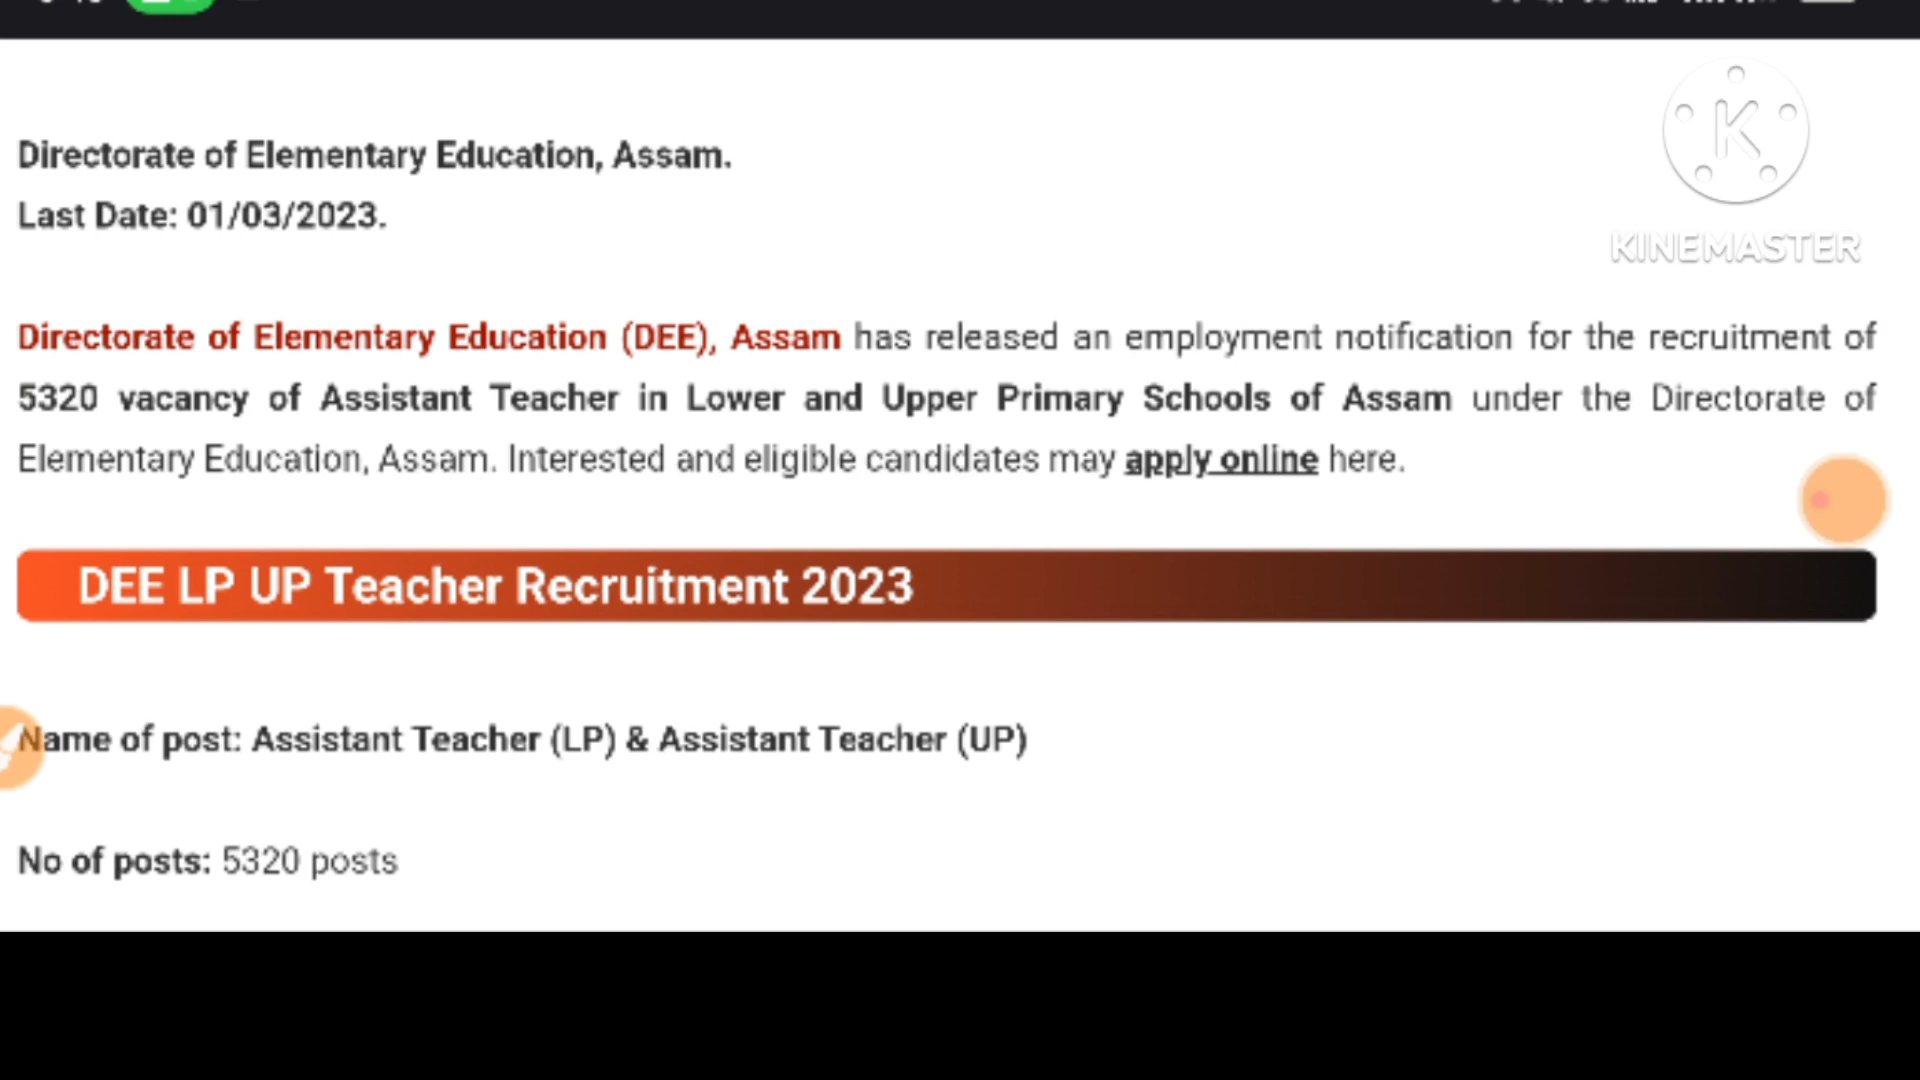 K
KINEMASTER
Directorate of Elementary Education, Assam.
Last Date: 01/03/2023.
Directorate of Elementary Education (DEE), Assam has released an employment notification for the recruitment of
5320 vacancy of Assistant Teacher in Lower and Upper Primary Schools of Assam under the Directorate of
Elementary Education, Assam. Interested and eligible candidates may apply online here.
DEE LP UP Teacher Recruitment 2023
Name of post: Assistant Teacher (LP) & Assistant Teacher (UP)
No of posts: 5320 posts